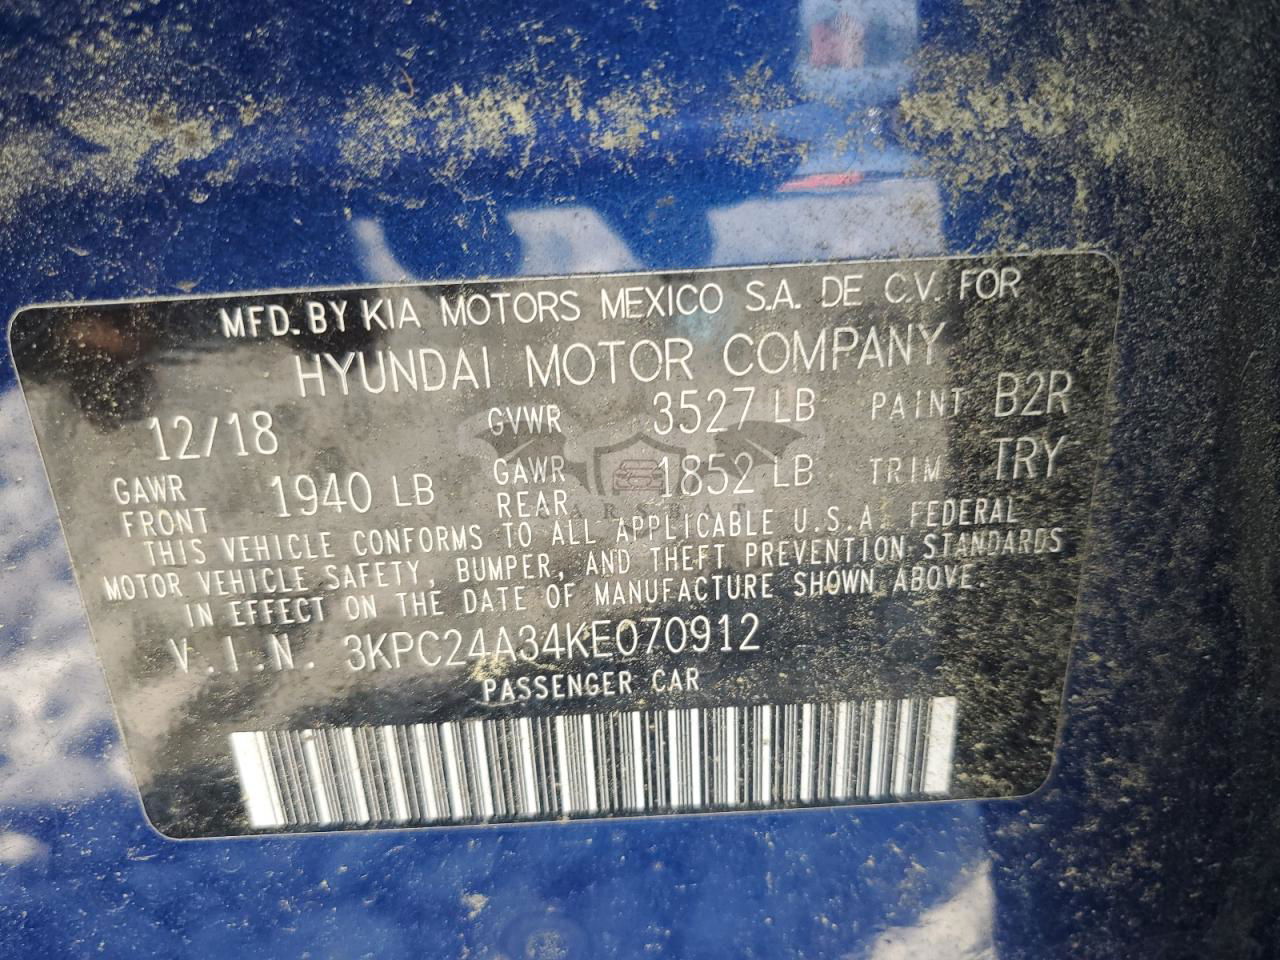 MFD. BY KIA MOTORS MEXICO S.A. DE C.V. FOR
HYUNDAI MOTOR COMPANY
12/18 GVWR 3527 LB PAINT B2R
GAWR FRONT 1940 LB GAWR REAR 1852 LB TRIM TRY
THIS VEHICLE CONFORMS TO ALL APPLICABLE U.S.A. FEDERAL
MOTOR VEHICLE SAFETY, BUMPER, AND THEFT PREVENTION STANDARDS
IN EFFECT ON THE DATE OF MANUFACTURE SHOWN ABOVE.
V.I.N. 3KPC24A34KE070912
PASSENGER CAR